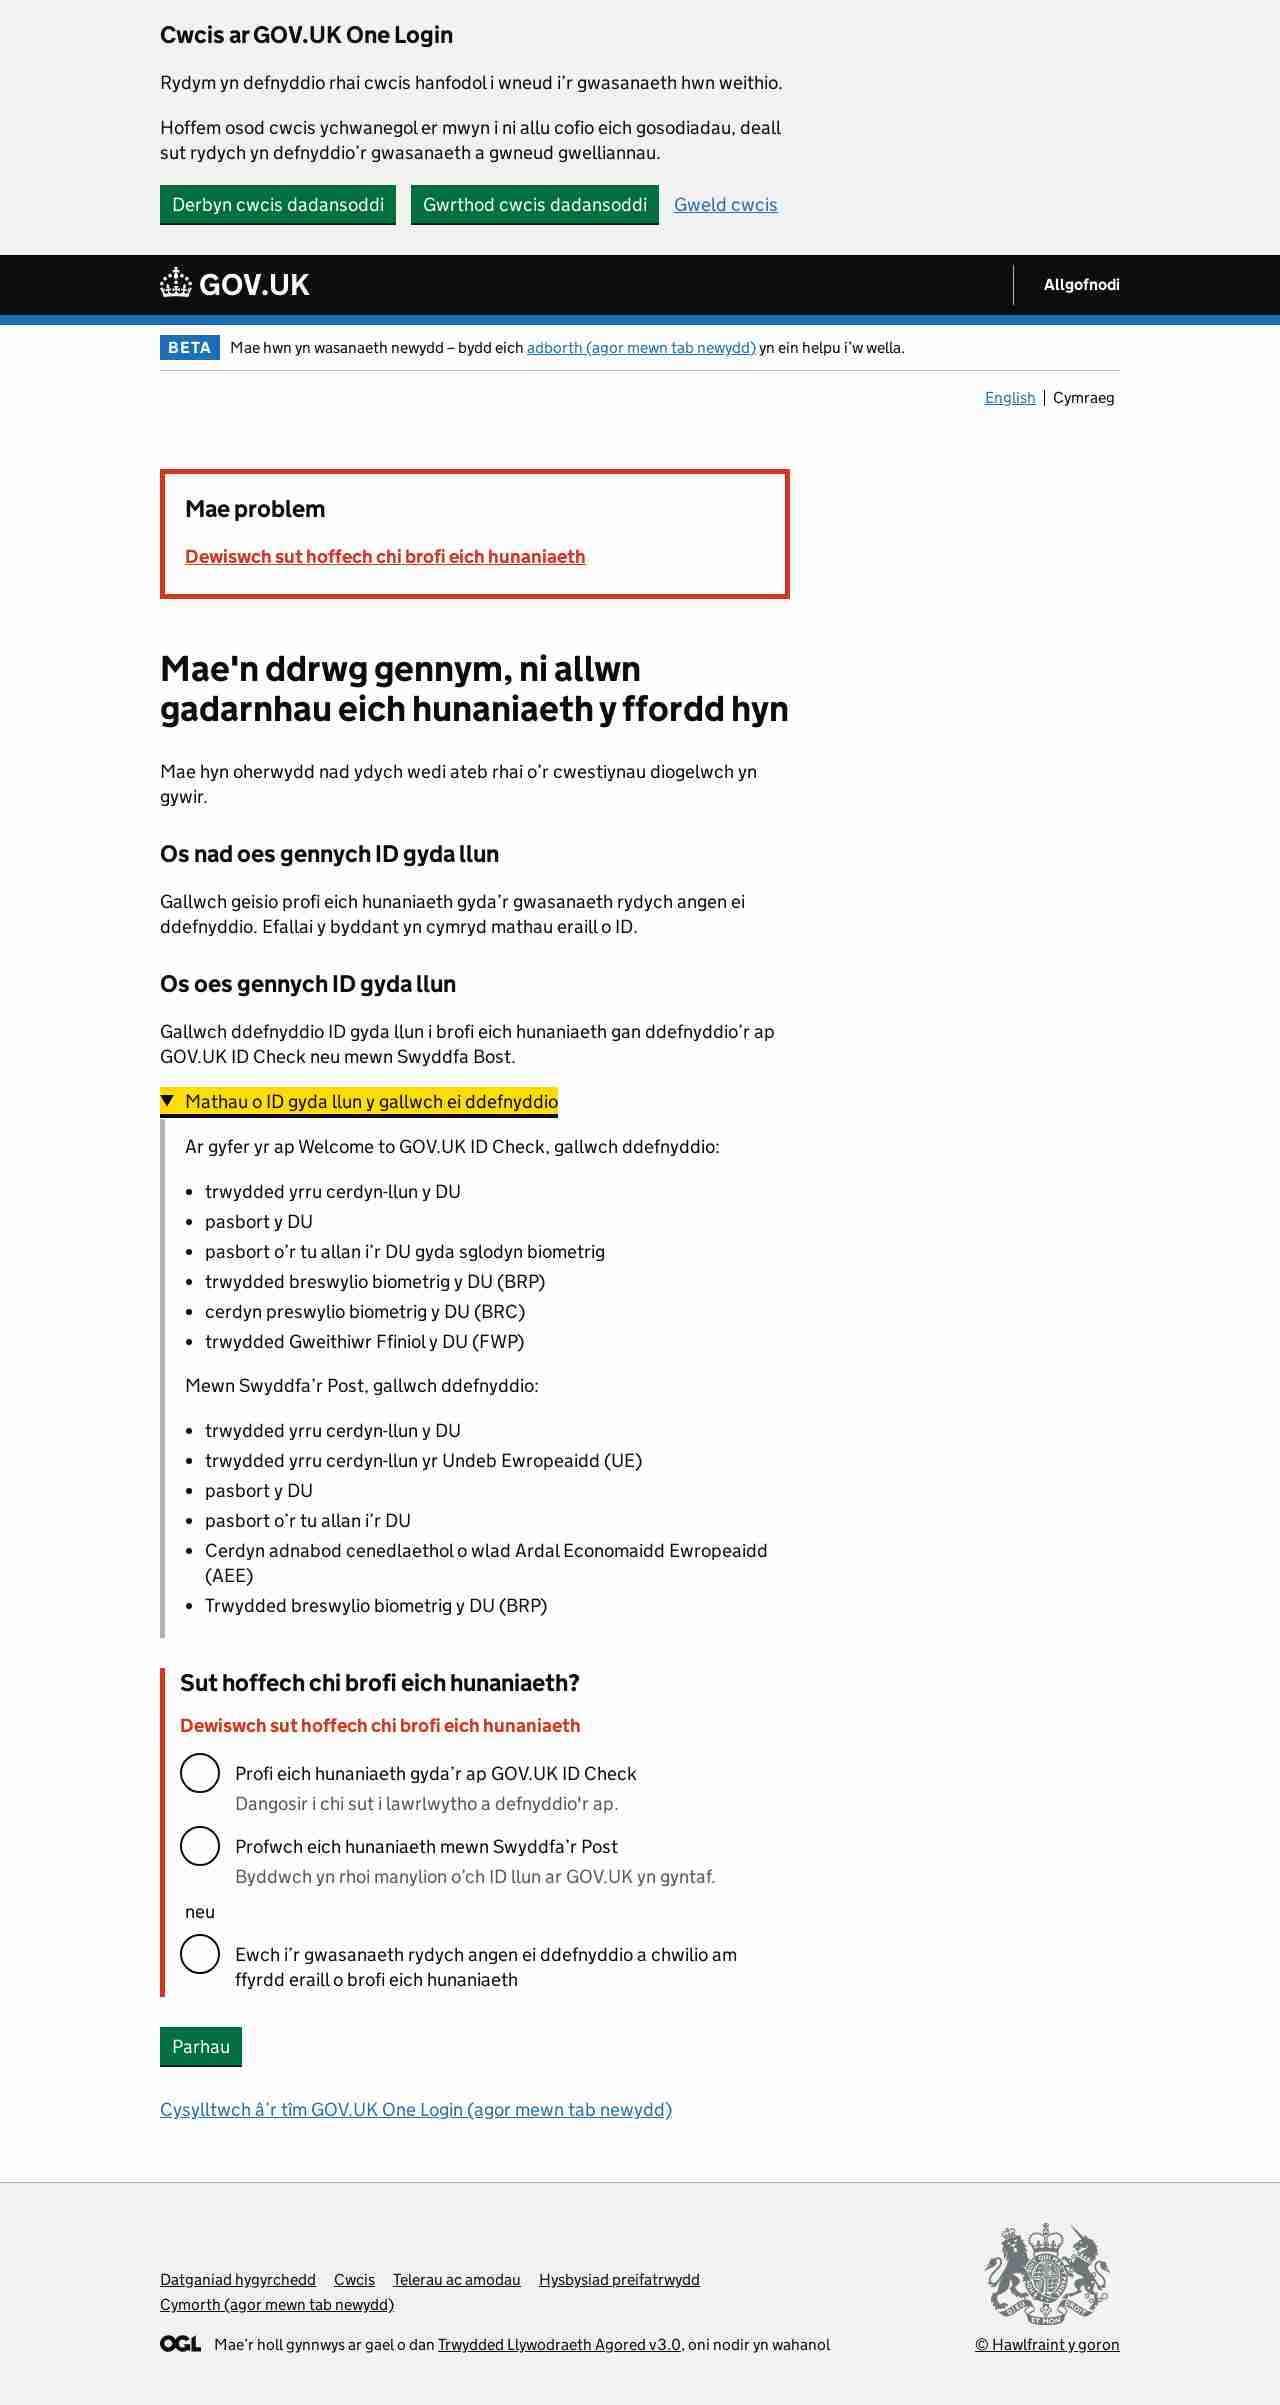 Cwcis ar GOV.UK One Login
Rydym yn defnyddio rhai cwcis hanfodol i wneud i’r gwasanaeth hwn weithio.
Hoffem osod cwcis ychwanegol er mwyn i ni allu cofio eich gosodiadau, deall
sut rydych yn defnyddio’r gwasanaeth a gwneud gwelliannau.
Derbyn cwcis dadansoddi
Gwrthod cwcis dadansoddi
Gweld cwcis
GOV.UK
Allgofnodi
BETA
Mae hwn yn wasanaeth newydd – bydd eich adborth (agor mewn tab newydd) yn ein helpu i’w wella.
English
Cymraeg
Mae problem
Dewiswch sut hoffech chi brofi eich hunaniaeth
Mae'n ddrwg gennym, ni allwn
gadarnhau eich hunaniaeth y ffordd hyn
Mae hyn oherwydd nad ydych wedi ateb rhai o’r cwestiynau diogelwch yn
gywir.
Os nad oes gennych ID gyda llun
Gallwch geisio profi eich hunaniaeth gyda’r gwasanaeth rydych angen ei
ddefnyddio. Efallai y byddant yn cymryd mathau eraill o ID.
Os oes gennych ID gyda llun
Gallwch ddefnyddio ID gyda llun i brofi eich hunaniaeth gan ddefnyddio’r ap
GOV.UK ID Check neu mewn Swyddfa Bost.
Mathau o ID gyda llun y gallwch ei ddefnyddio
Ar gyfer yr ap Welcome to GOV.UK ID Check, gallwch ddefnyddio:
• trwydded yrru cerdyn-llun y DU
• pasbort y DU
• pasbort o’r tu allan i’r DU gyda sglodyn biometrig
• trwydded breswylio biometrig y DU (BRP)
• cerdyn preswylio biometrig y DU (BRC)
• trwydded Gweithiwr Ffiniol y DU (FWP)
Mewn Swyddfa’r Post, gallwch ddefnyddio:
• trwydded yrru cerdyn-llun y DU
• trwydded yrru cerdyn-llun yr Undeb Ewropeaidd (UE)
• pasbort y DU
• pasbort o’r tu allan i’r DU
• Cerdyn adnabod cenedlaethol o wlad Ardal Economaidd Ewropeaidd
(AEE)
• Trwydded breswylio biometrig y DU (BRP)
Sut hoffech chi brofi eich hunaniaeth?
Dewiswch sut hoffech chi brofi eich hunaniaeth
Profi eich hunaniaeth gyda’r ap GOV.UK ID Check
Dangosir i chi sut i lawrlwytho a defnyddio'r ap.
Profwch eich hunaniaeth mewn Swyddfa’r Post
Byddwch yn rhoi manylion o’ch ID llun ar GOV.UK yn gyntaf.
neu
Ewch i’r gwasanaeth rydych angen ei ddefnyddio a chwilio am
ffyrdd eraill o brofi eich hunaniaeth
Parhau
Cysylltwch â’r tîm GOV.UK One Login (agor mewn tab newydd)
Datganiad hygyrchedd
Cwcis
Telerau ac amodau
Hysbysiad preifatrwydd
Cymorth (agor mewn tab newydd)
OGL
Mae’r holl gynnwys ar gael o dan Trwydded Llywodraeth Agored v3.0, oni nodir yn wahanol
© Hawlfraint y goron